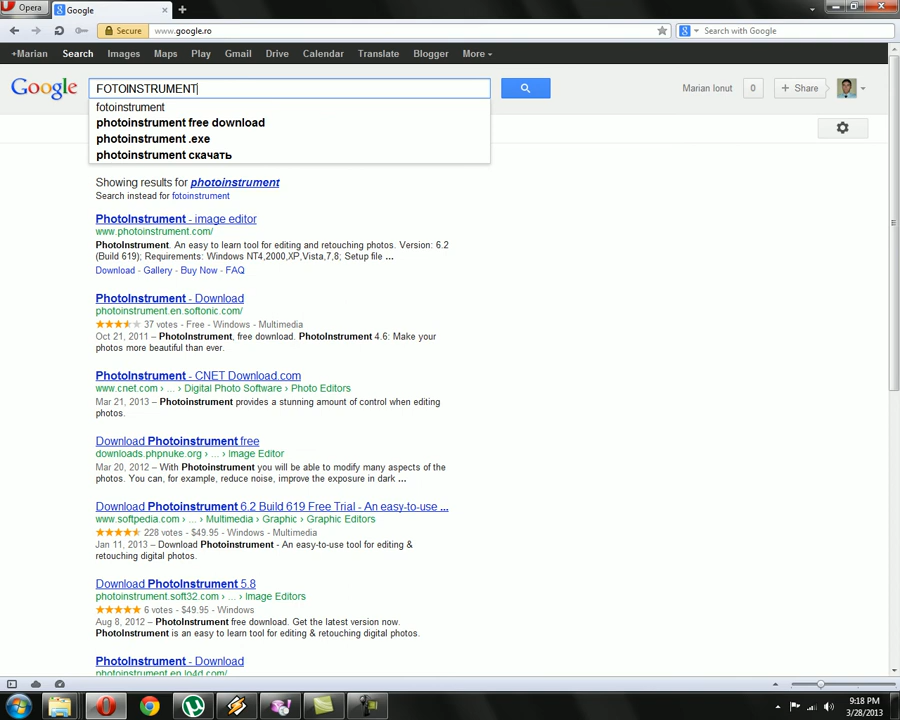 Opera
Google
Secure
www.google.ro
Search with Google
+Marian Search Images Maps Play Gmail Drive Calendar Translate Blogger More
Google
FOTOINSTRUMENT
Marian Ionut 0 + Share
fotoinstrument
photoinstrument free download
photoinstrument .exe
photoinstrument скачать
Showing results for photoinstrument
Search instead for fotoinstrument
PhotoInstrument - image editor
www.photoinstrument.com/
PhotoInstrument. An easy to learn tool for editing and retouching photos. Version: 6.2
(Build 619); Requirements: Windows NT4,2000,XP,Vista,7,8; Setup file ...
Download - Gallery - Buy Now - FAQ
PhotoInstrument - Download
photoinstrument.en.softonic.com/
37 votes - Free - Windows - Multimedia
Oct 21, 2011 – PhotoInstrument, free download. PhotoInstrument 4.6: Make your
photos more beautiful than ever.
PhotoInstrument - CNET Download.com
www.cnet.com › ... › Digital Photo Software › Photo Editors
Mar 21, 2013 – Photoinstrument provides a stunning amount of control when editing
photos.
Download Photoinstrument free
downloads.phpnuke.org › ... › Image Editor
Mar 20, 2012 – With Photoinstrument you will be able to modify many aspects of the
photos. You can, for example, reduce noise, improve the exposure in dark ...
Download Photoinstrument 6.2 Build 619 Free Trial - An easy-to-use ...
www.softpedia.com › ... › Multimedia › Graphic › Graphic Editors
228 votes - $49.95 - Windows - Multimedia
Jan 11, 2013 – Download Photoinstrument - An easy-to-use tool for editing &
retouching digital photos.
Download PhotoInstrument 5.8
photoinstrument.soft32.com › ... › Image Editors
6 votes - $49.95 - Windows
Aug 8, 2012 – PhotoInstrument free download. Get the latest version now.
PhotoInstrument is an easy to learn tool for editing & retouching digital photos.
PhotoInstrument - Download
photoinstrument.en.lo4d.com/
9:18 PM
3/28/2013